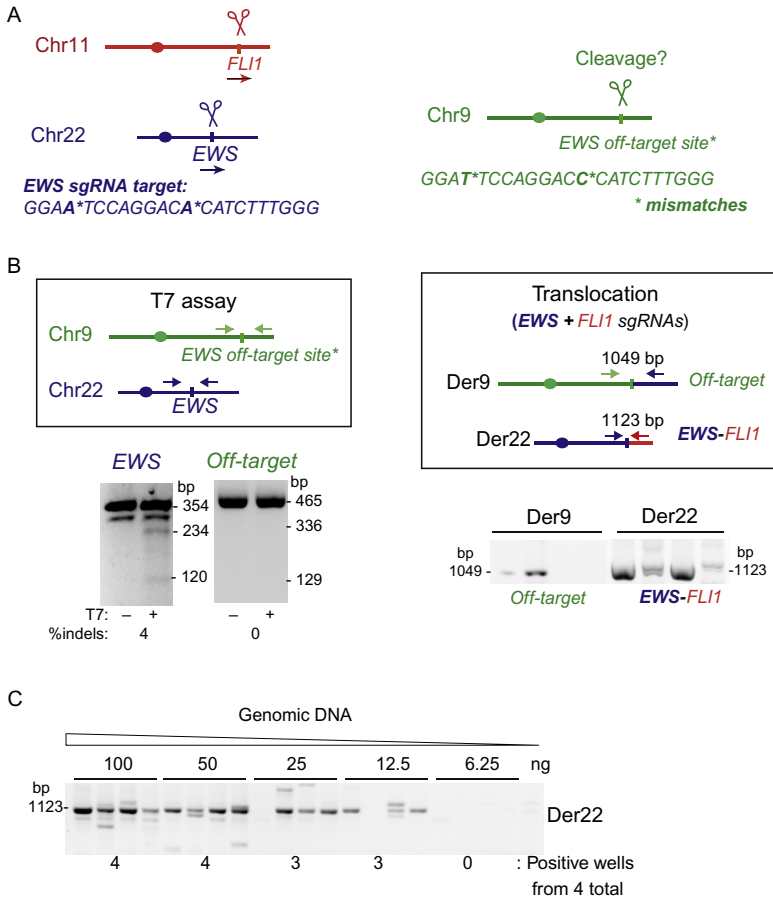 A
Chr11
FLI1
Chr22
EWS
EWS sgRNA target:
GGAA*TCCAGGACA*CATCTTTGGG
Cleavage?
Chr9
EWS off-target site*
GGAT*TCCAGGACC*CATCTTTGGG
* mismatches
B
T7 assay
Chr9
EWS off-target site*
Chr22
EWS
Translocation
(EWS + FLI1 sgRNAs)
1049 bp
Der9
Off-target
1123 bp
Der22
EWS-FLI1
EWS
bp
354
234
120
Off-target
bp
465
336
129
T7: – + – +
%indels: 4 0
Der9 Der22
bp
1049 -
bp
-1123
Off-target EWS-FLI1
C
Genomic DNA
100 50 25 12.5 6.25 ng
bp
1123-
Der22
4 4 3 3 0 : Positive wells
from 4 total